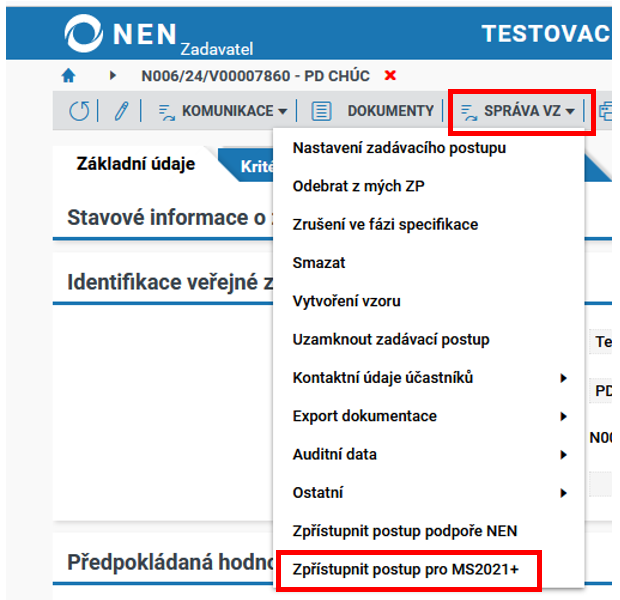 NEN
Zadavatel
TESTOVAC
N006/24/V00007860 - PD CHÚC
KOMUNIKACE
DOKUMENTY
SPRÁVA VZ
Základní údaje
Krité
Stavové informace o
Identifikace veřejné z
Předpokládaná hodno
Nastavení zadávacího postupu
Odebrat z mých ZP
Zrušení ve fázi specifikace
Smazat
Vytvoření vzoru
Uzamknout zadávací postup
Kontaktní údaje účastníků
Export dokumentace
Auditní data
Ostatní
Zpřístupnit postup podpoře NEN
Zpřístupnit postup pro MS2021+
Te
PD
N00